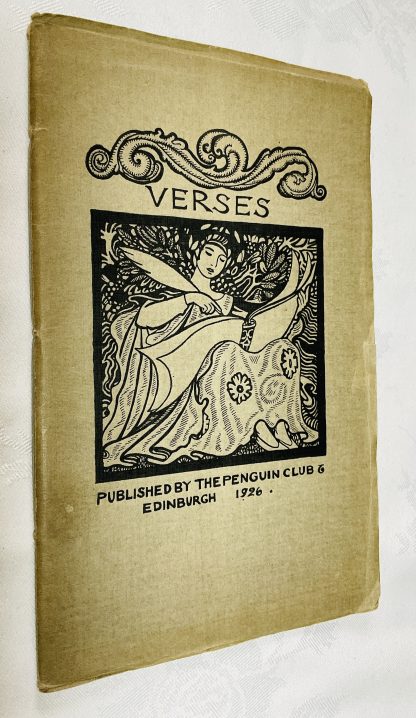 VERSES
PUBLISHED BY THE PENGUIN CLUB &
EDINBURGH 1926.